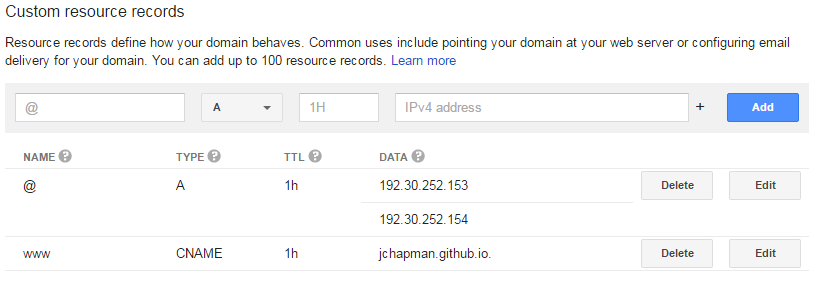 Custom resource records
Resource records define how your domain behaves. Common uses include pointing your domain at your web server or configuring email
delivery for your domain. You can add up to 100 resource records. Learn more
@ A 1H IPv4 address + Add
NAME ? TYPE ? TTL ? DATA ?
@ A 1h 192.30.252.153 Delete Edit
192.30.252.154
www CNAME 1h jchapman.github.io. Delete Edit